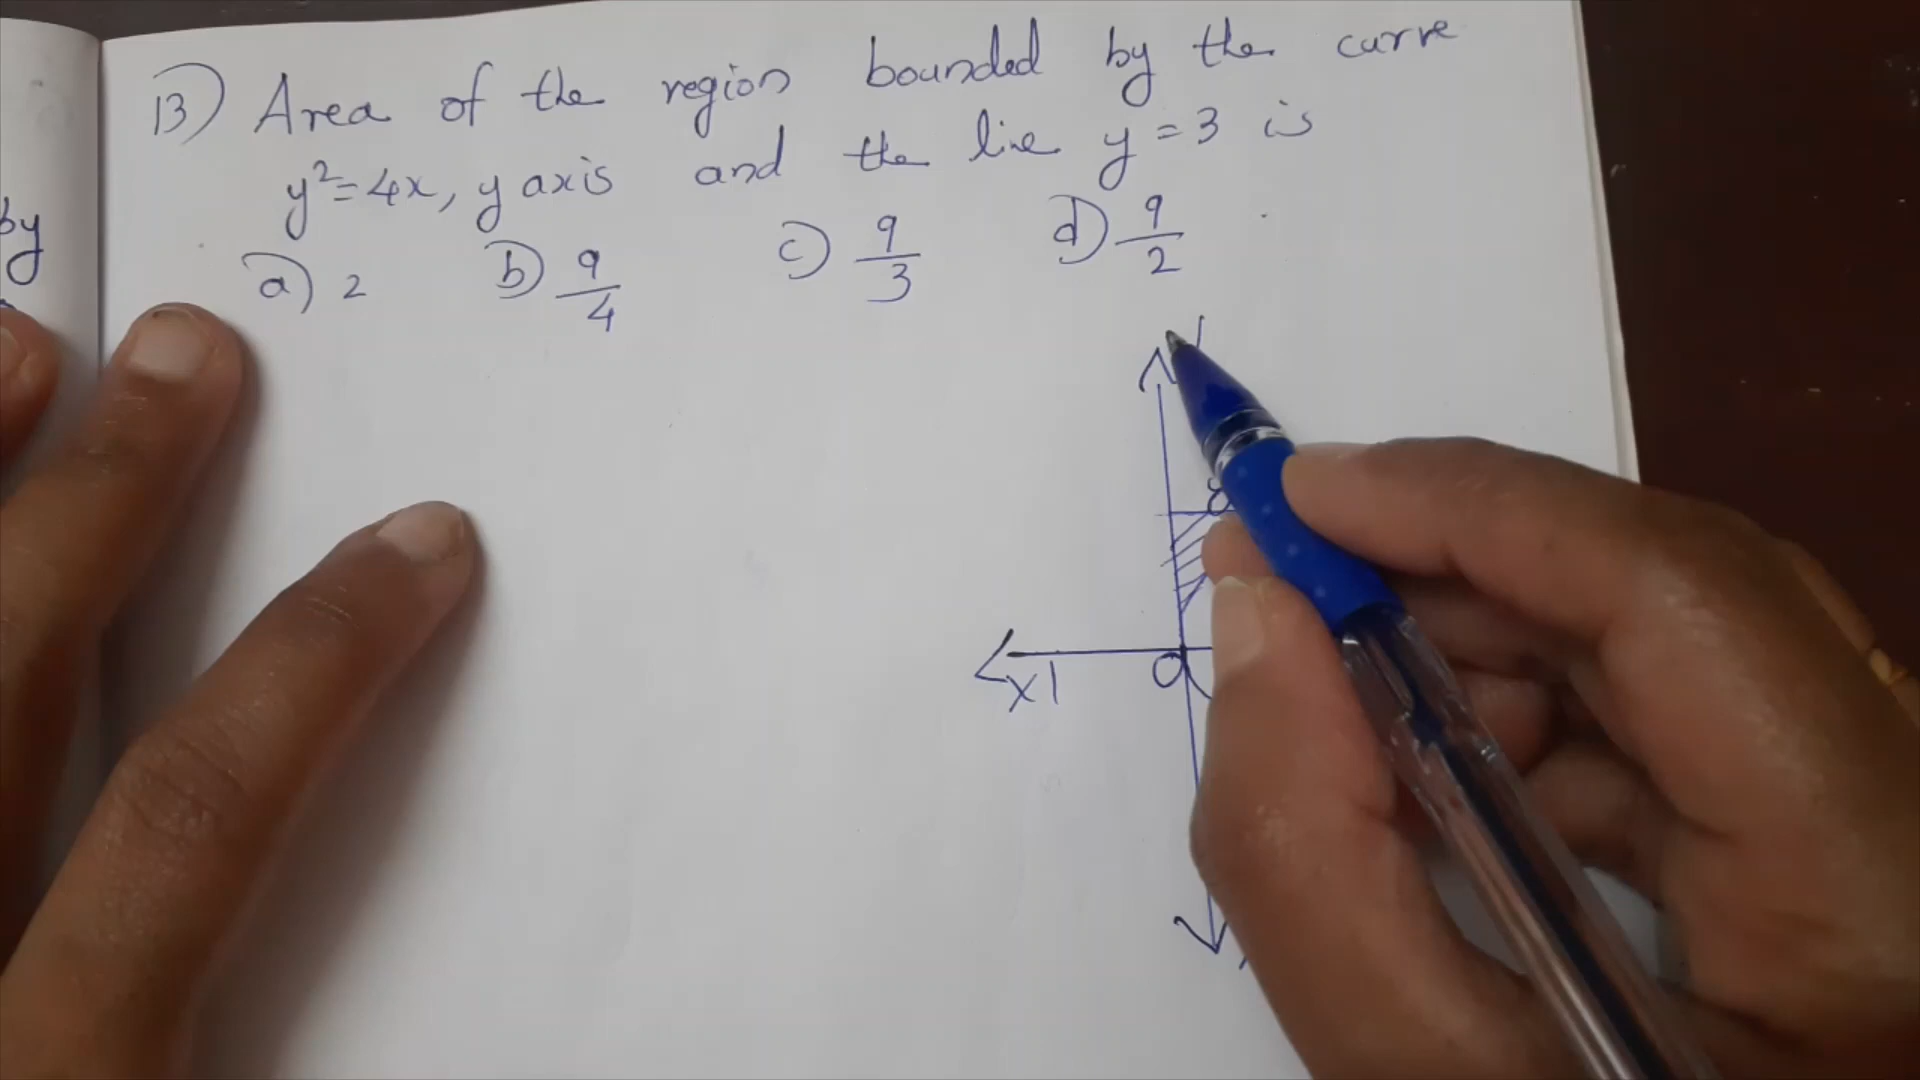 by
13) Area of the region bounded by the curve
y²=4x, y axis and the line y=3 is
a) 2 b) 9/4 c) 9/3 d) 9/2
x|
O